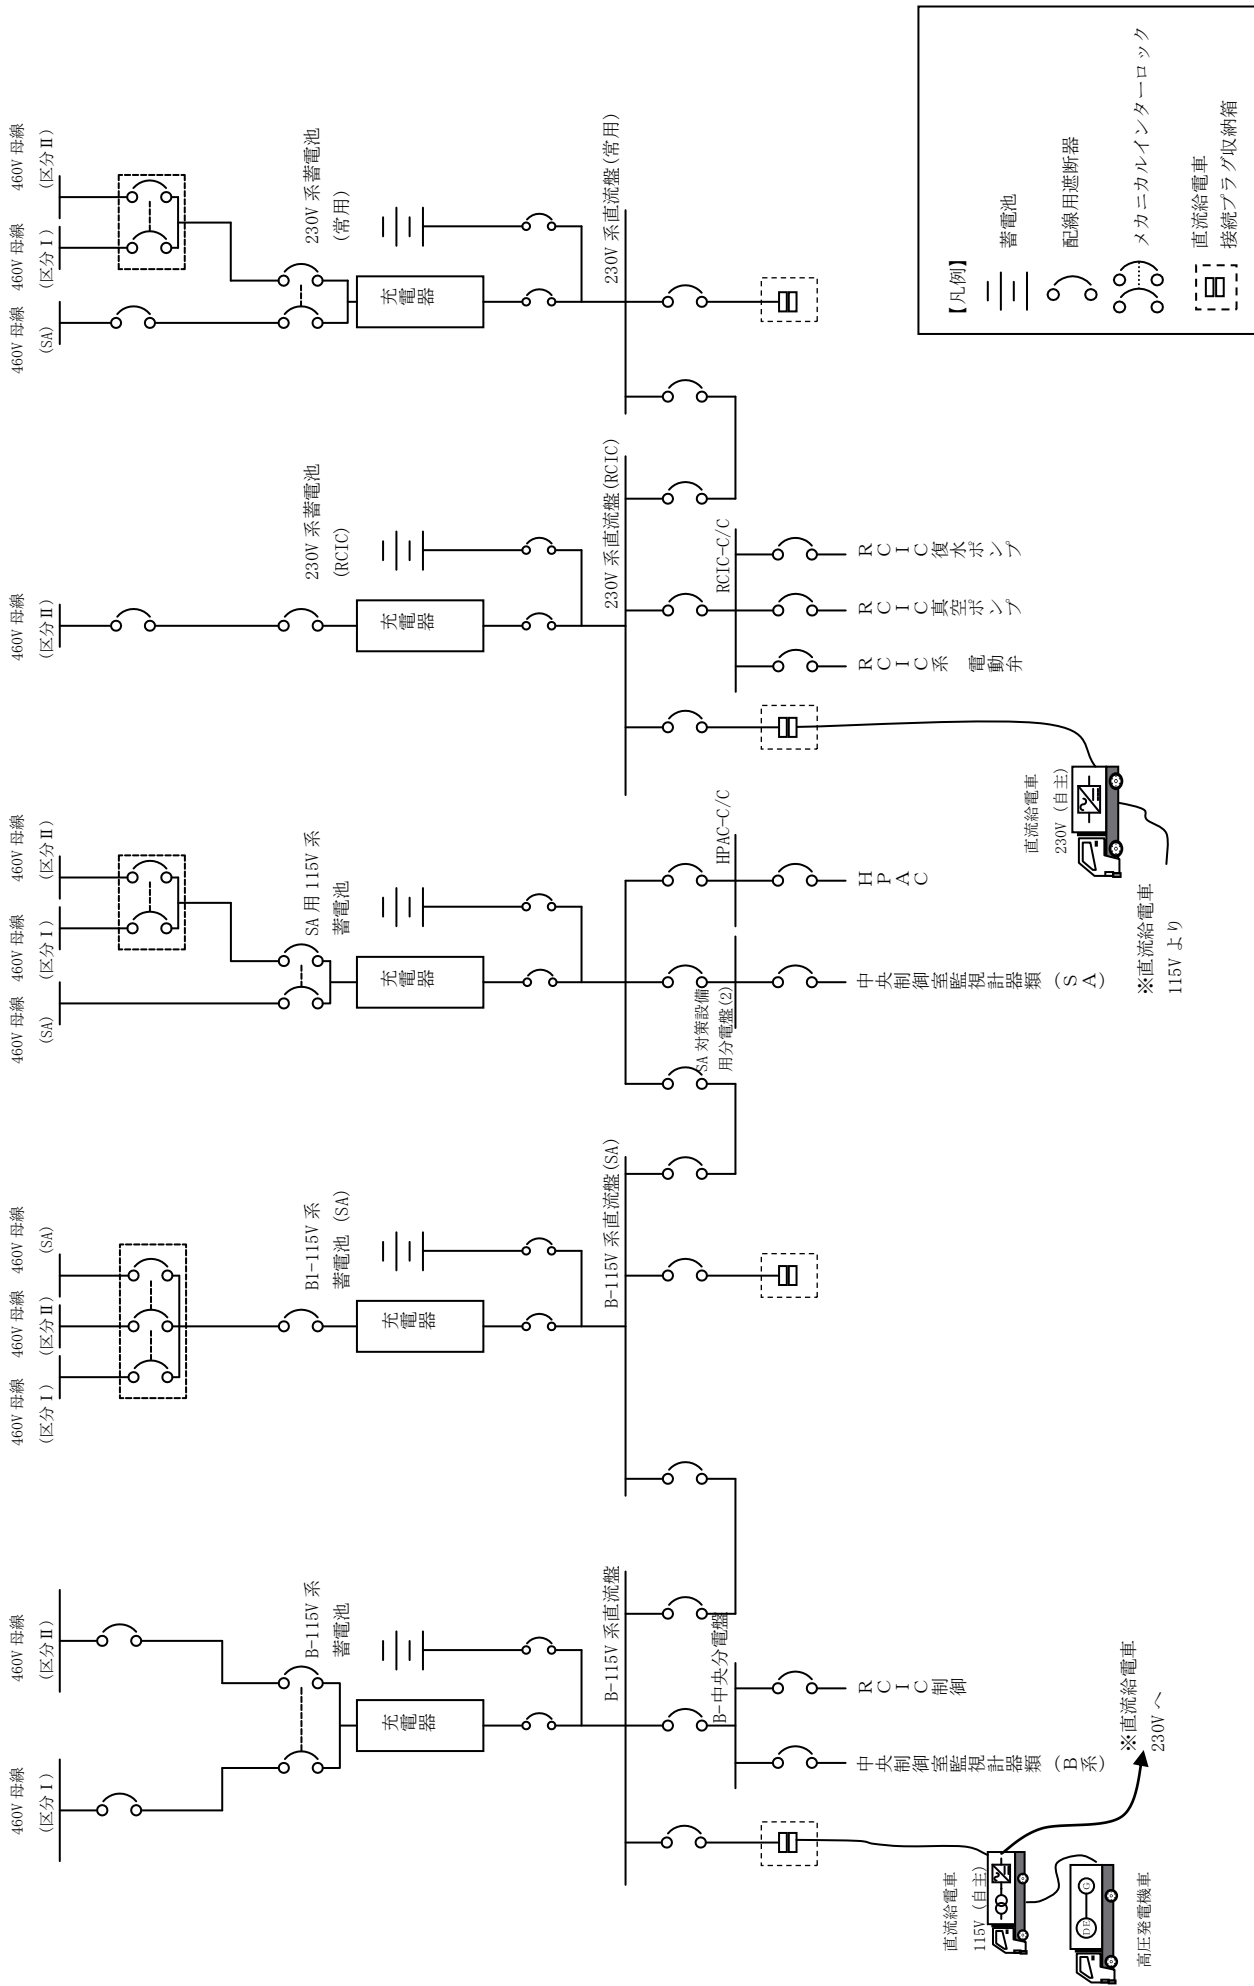 460V 母線
(区分Ⅰ)
460V 母線
(区分Ⅱ)
B-115V 系
蓄電池
充電器
B-115V 系直流盤
B-中央分電盤
中央制御室監視計器類（B系）
RCIC制御
直流給電車
115V（自主）
DE
G
高圧発電機車
※直流給電車
230V へ
460V 母線
(区分Ⅰ)
460V 母線
(区分Ⅱ)
460V 母線
(SA)
B1-115V 系
蓄電池 (SA)
充電器
B-115V 系直流盤(SA)
460V 母線
(SA)
460V 母線
(区分Ⅰ)
460V 母線
(区分Ⅱ)
SA 用 115V 系
蓄電池
充電器
SA 対策設備
用分電盤(2)
HPAC-C/C
中央制御室監視計器類（SA）
HPAC
460V 母線
(区分Ⅱ)
230V 系蓄電池
(RCIC)
充電器
230V 系直流盤(RCIC)
RCIC-C/C
RCIC系 電動弁
RCIC真空ポンプ
RCIC復水ポンプ
直流給電車
230V（自主）
※直流給電車
115V より
460V 母線
(SA)
460V 母線
(区分Ⅰ)
460V 母線
(区分Ⅱ)
230V 系蓄電池
(常用)
充電器
230V 系直流盤(常用)
【凡例】
蓄電池
配線用遮断器
メカニカルインターロック
直流給電車
接続プラグ収納箱